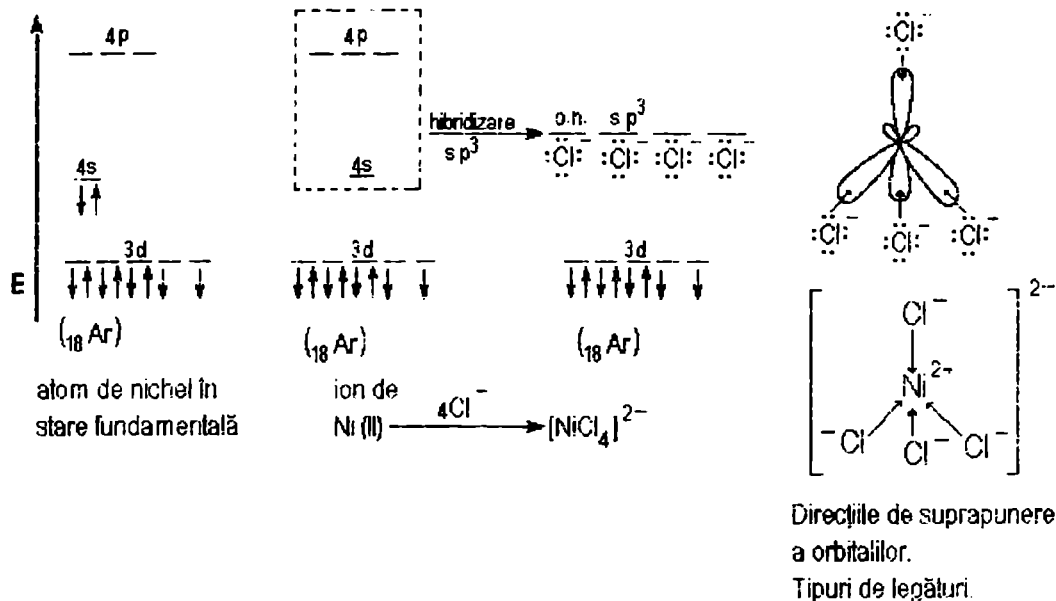 4p
4s
3d
E
(₁₈Ar)
atom de nichel în
stare fundamentală
4p
4s
3d
(₁₈Ar)
ion de
Ni (II)
4Cl⁻
[NiCl₄]²⁻
hibridizare
sp³
o.h. sp³
:Cl:⁻ :Cl:⁻ :Cl:⁻ :Cl:⁻
3d
(₁₈Ar)
:Cl:⁻
:Cl:⁻ :Cl:⁻ :Cl:⁻
2−
Cl⁻
Ni²⁺
⁻Cl Cl⁻ Cl⁻
Direcțiile de suprapunere
a orbitalilor.
Tipuri de legături.